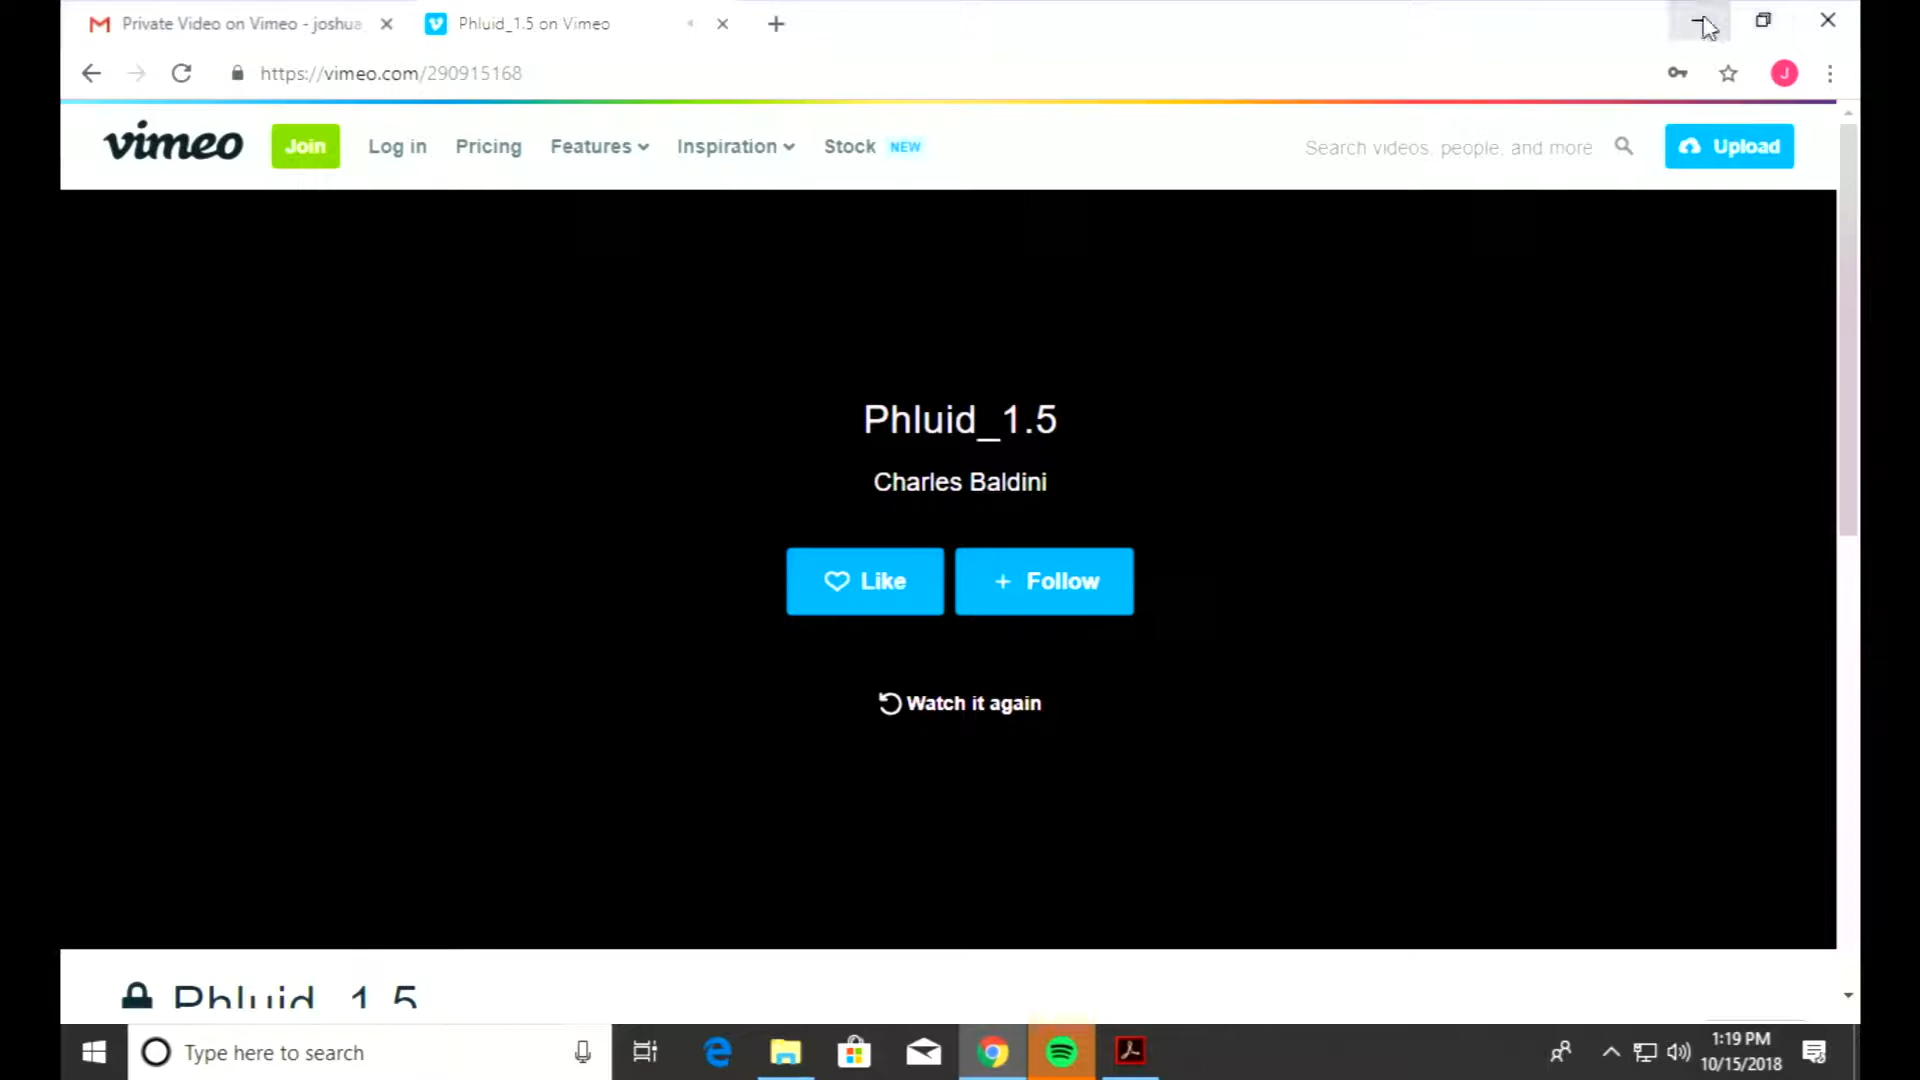 Private Video on Vimeo - joshua
Phluid_1.5 on Vimeo
https://vimeo.com/290915168
J
vimeo
Join
Log in
Pricing
Features
Inspiration
Stock
NEW
Search videos, people, and more
Upload
Phluid_1.5
Charles Baldini
Like
+ Follow
Watch it again
Phluid_1.5
Type here to search
1:19 PM
10/15/2018